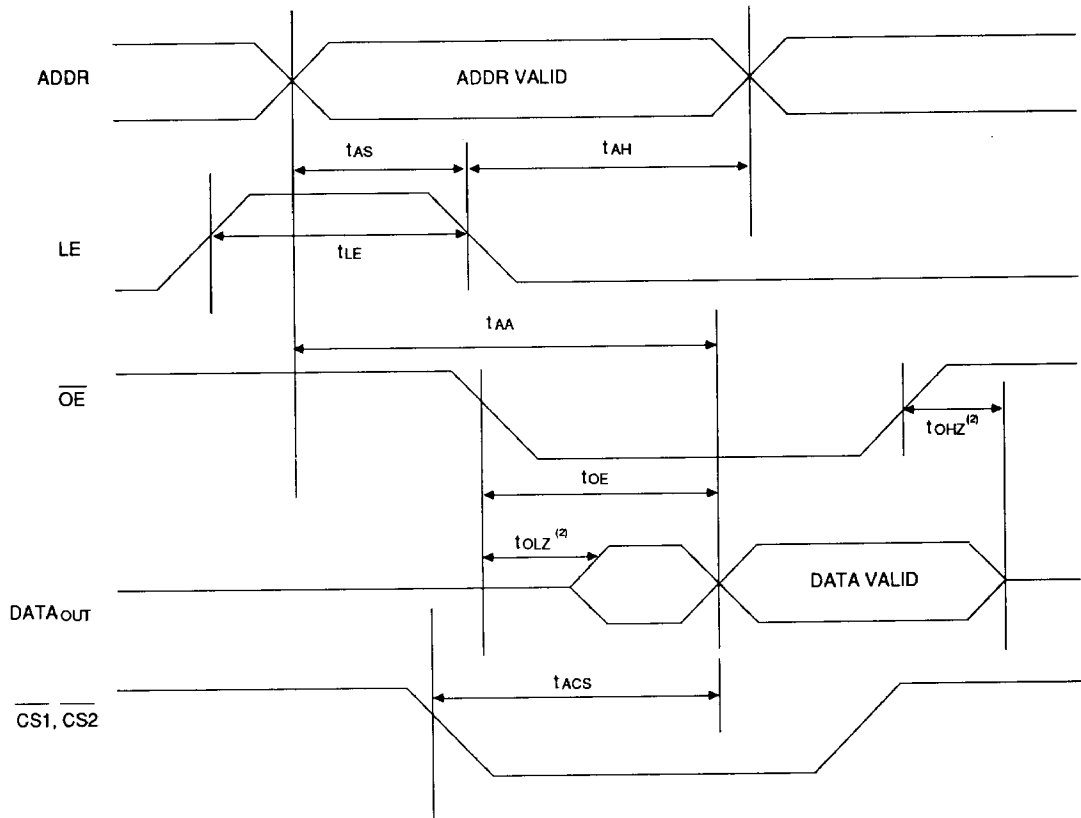 ADDR
ADDR VALID
tAS
tAH
LE
tLE
tAA
OE
tOHZ(2)
tOE
tOLZ (2)
DATAOUT
DATA VALID
tACS
CS1, CS2